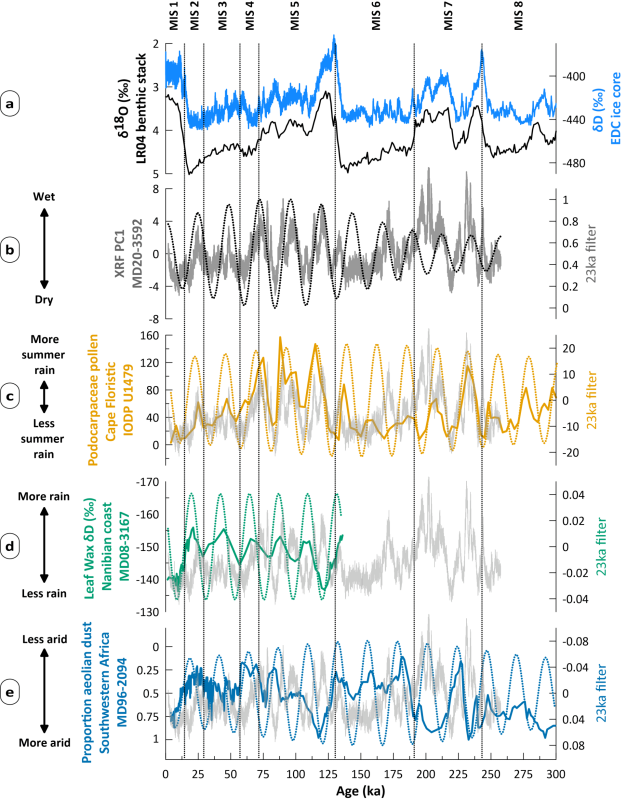 MIS 1
MIS 2
MIS 3
MIS 4
MIS 5
MIS 6
MIS 7
MIS 8
a
δ18O (‰)
LR04 benthic stack
2
3
4
5
-400
-440
-480
δD (‰)
EDC ice core
b
Wet
Dry
XRF PC1
MD20-3592
8
4
0
-4
-8
1
0.8
0.6
0.4
0.2
0
23ka filter
c
More
summer
rain
Less
summer
rain
Podocarpaceae pollen
Cape Floristic
IODP U1479
160
120
80
40
0
20
10
0
-10
-20
23ka filter
d
More rain
Less rain
Leaf Wax δD (‰)
Nanibian coast
MD08-3167
-170
-160
-150
-140
-130
0.04
0.02
0
-0.02
-0.04
23ka filter
e
Less arid
More arid
Proportion aeolian dust
Southwestern Africa
MD96-2094
0
0.25
0.5
0.75
1
-0.08
-0.04
0
0.04
0.08
23ka filter
0
25
50
75
100
125
150
175
200
225
250
275
300
Age (ka)